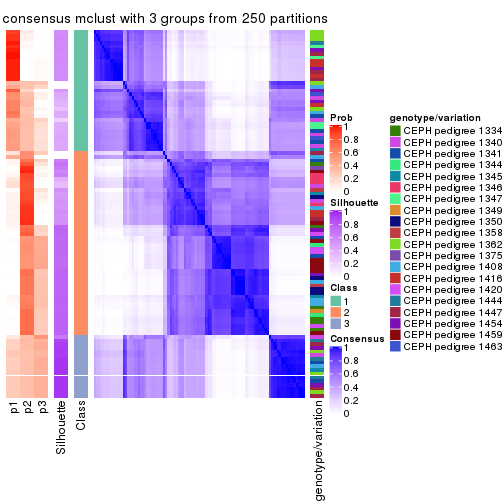 consensus mclust with 3 groups from 250 partitions
Prob
1
0.8
0.6
0.4
0.2
0
Silhouette
1
0.8
0.6
0.4
0.2
0
Class
1
2
3
Consensus
1
0.8
0.6
0.4
0.2
0
genotype/variation
CEPH pedigree 1334
CEPH pedigree 1340
CEPH pedigree 1341
CEPH pedigree 1344
CEPH pedigree 1345
CEPH pedigree 1346
CEPH pedigree 1347
CEPH pedigree 1349
CEPH pedigree 1350
CEPH pedigree 1358
CEPH pedigree 1362
CEPH pedigree 1375
CEPH pedigree 1408
CEPH pedigree 1416
CEPH pedigree 1420
CEPH pedigree 1444
CEPH pedigree 1447
CEPH pedigree 1454
CEPH pedigree 1459
CEPH pedigree 1463
p1
p2
p3
Silhouette
Class
genotype/variation